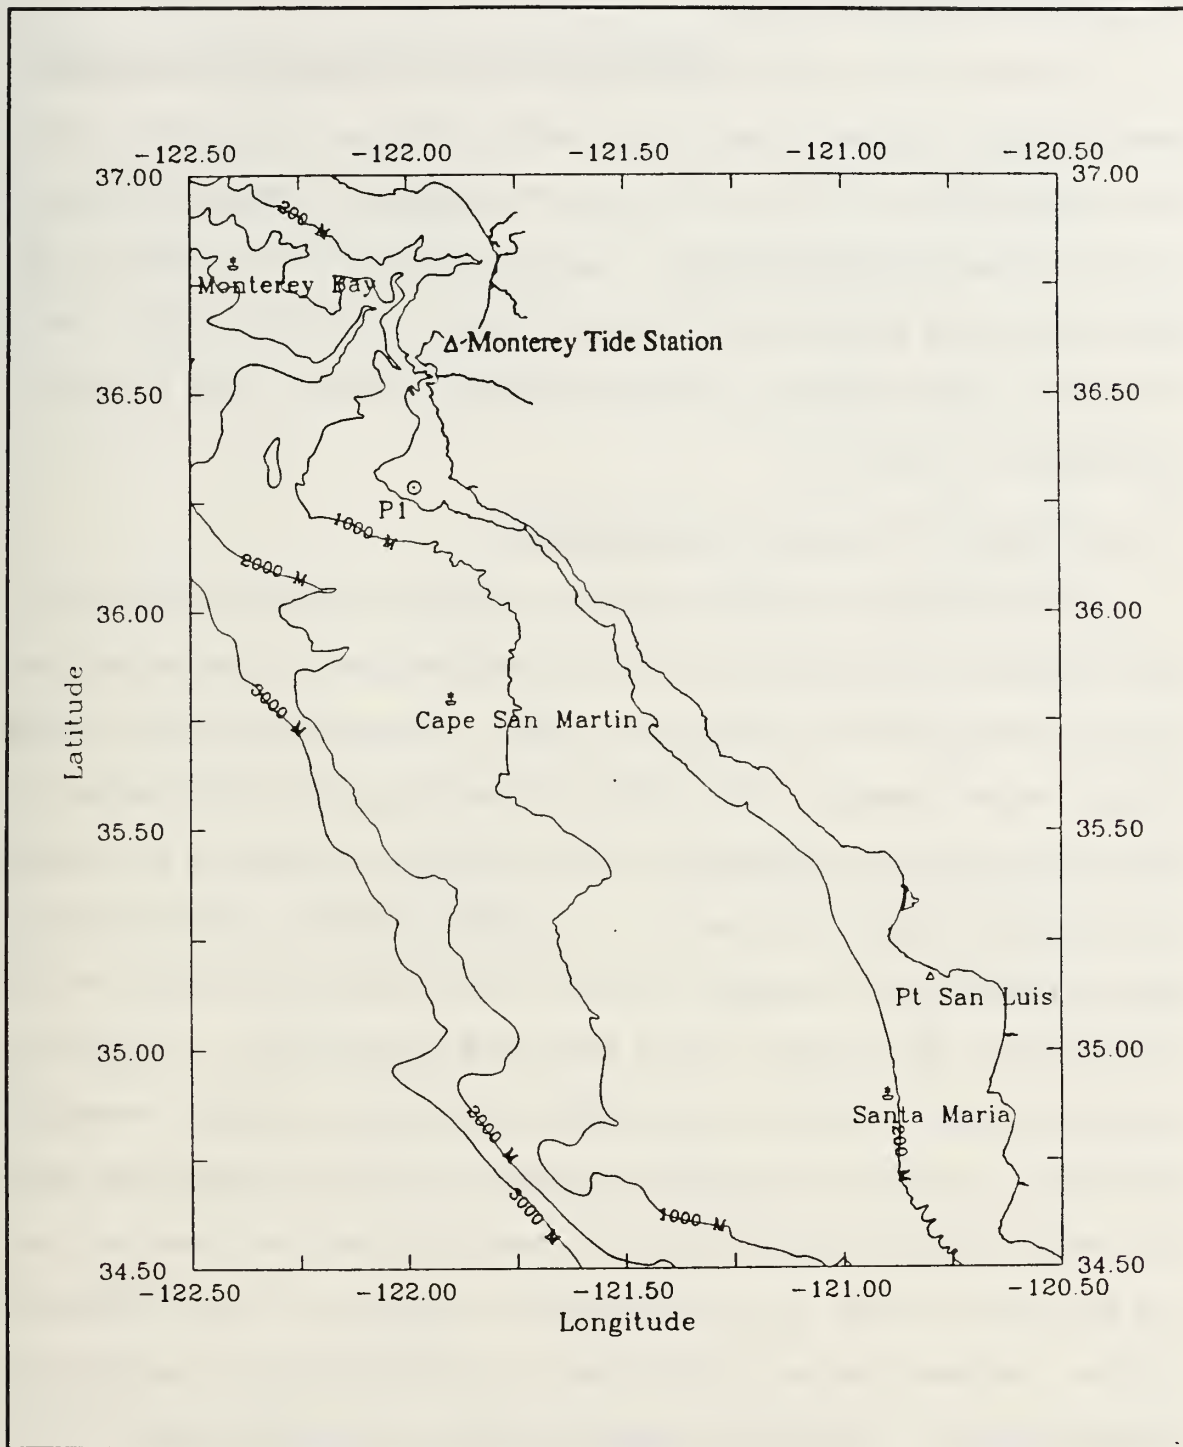 -122.50 -122.00 -121.50 -121.00 -120.50
37.00 37.00
200 M
Monterey Bay
Monterey Tide Station
36.50 36.50
P1
1000 M
2000 M
36.00 36.00
3000 M
Cape San Martin
Latitude
35.50 35.50
Pt San Luis
35.00 35.00
Santa Maria
200 M
2000 M
3000 M
1000 M
34.50 34.50
-122.50 -122.00 -121.50 -121.00 -120.50
Longitude